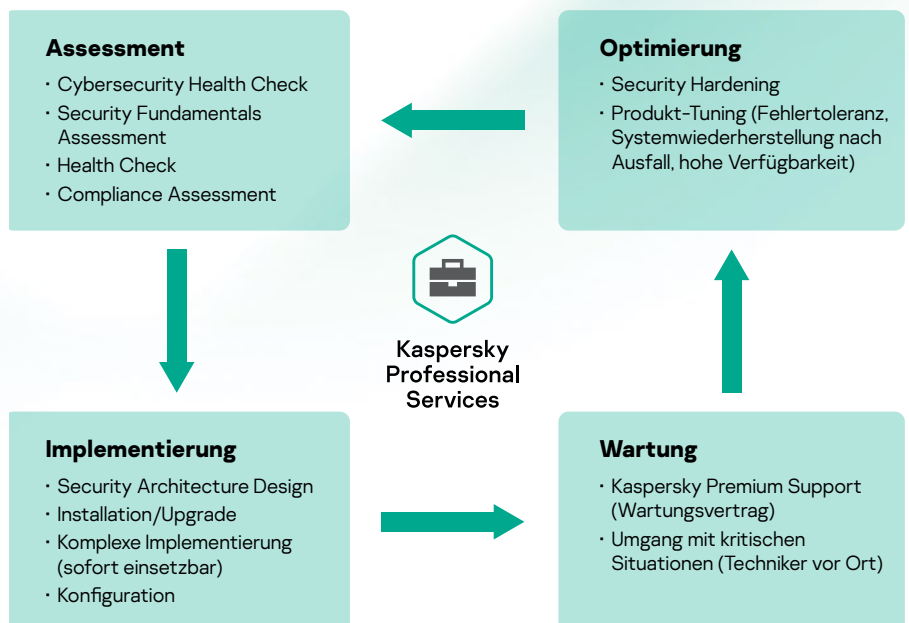 Assessment
· Cybersecurity Health Check
· Security Fundamentals
Assessment
· Health Check
· Compliance Assessment
Optimierung
· Security Hardening
· Produkt-Tuning (Fehlertoleranz,
Systemwiederherstellung nach
Ausfall, hohe Verfügbarkeit)
Kaspersky
Professional
Services
Implementierung
· Security Architecture Design
· Installation/Upgrade
· Komplexe Implementierung
(sofort einsetzbar)
· Konfiguration
Wartung
· Kaspersky Premium Support
(Wartungsvertrag)
· Umgang mit kritischen
Situationen (Techniker vor Ort)